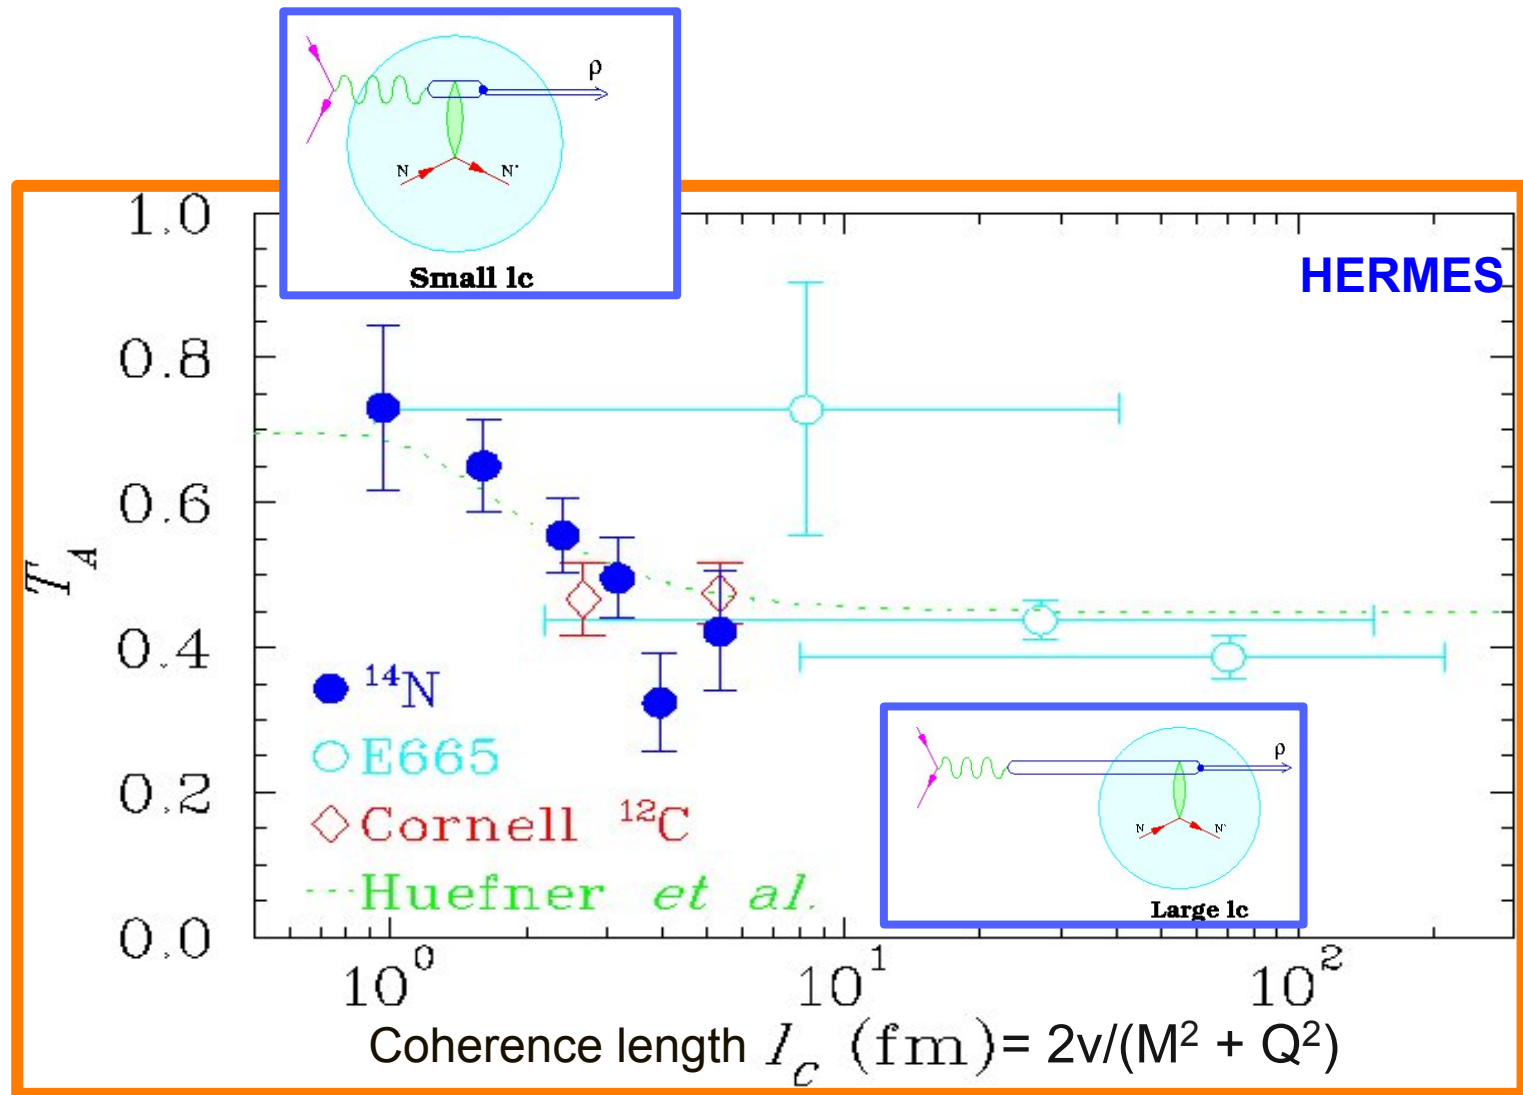 ρ
N N'
Small lc
HERMES
1.0
0.8
0.6
0.4
0.2
0.0
T_A
¹⁴N
E665
Cornell ¹²C
Huefner et al.
ρ
N N'
Large lc
10⁰ 10¹ 10²
Coherence length l_c (fm)= 2ν/(M² + Q²)